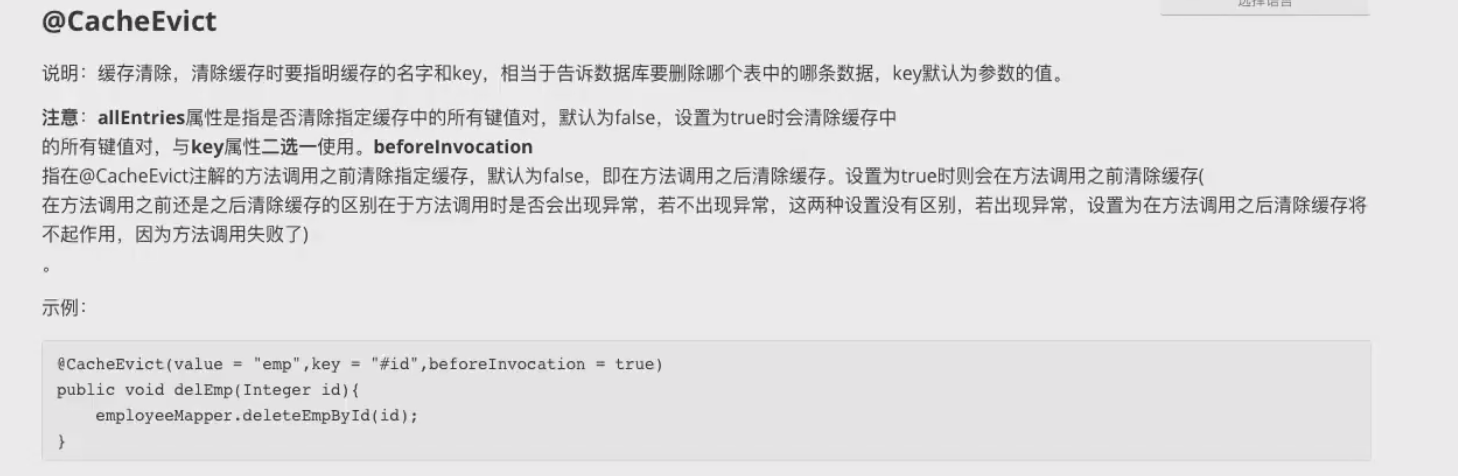 选择语言
@CacheEvict
说明：缓存清除，清除缓存时要指明缓存的名字和key，相当于告诉数据库要删除哪个表中的哪条数据，key默认为参数的值。
注意：allEntries属性是指是否清除指定缓存中的所有键值对，默认为false，设置为true时会清除缓存中
的所有键值对，与key属性二选一使用。beforeInvocation
指在@CacheEvict注解的方法调用之前清除指定缓存，默认为false，即在方法调用之后清除缓存。设置为true时则会在方法调用之前清除缓存(
在方法调用之前还是之后清除缓存的区别在于方法调用时是否会出现异常，若不出现异常，这两种设置没有区别，若出现异常，设置为在方法调用之后清除缓存将
不起作用，因为方法调用失败了)
。
示例：
@CacheEvict(value = "emp",key = "#id",beforeInvocation = true)
public void delEmp(Integer id){
    employeeMapper.deleteEmpById(id);
}